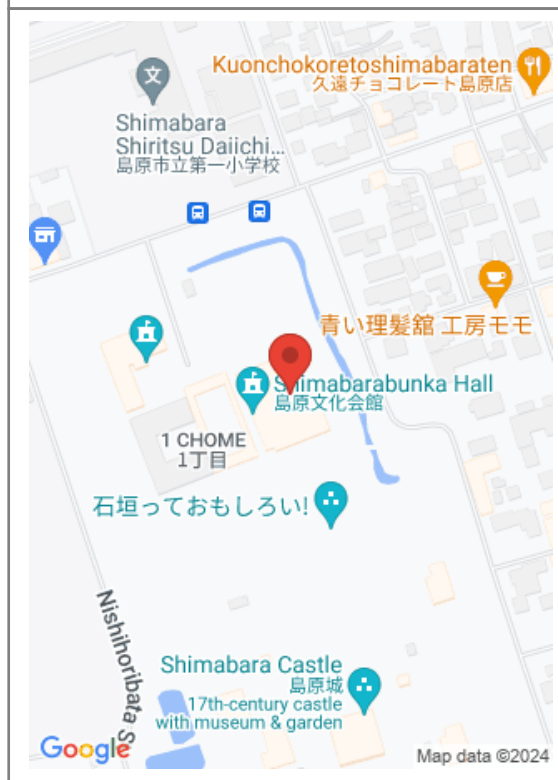 Kuonchokoretoshimabaraten
久遠チョコレート島原店
文
Shimabara
Shiritsu Daiichi...
島原市立第一小学校
青い理髪舘 工房モモ
Shimabarabunka Hall
島原文化会館
1 CHOME
1丁目
石垣っておもしろい!
Nishihoribata S
Shimabara Castle
島原城
17th-century castle
with museum & garden
Google
Map data ©2024